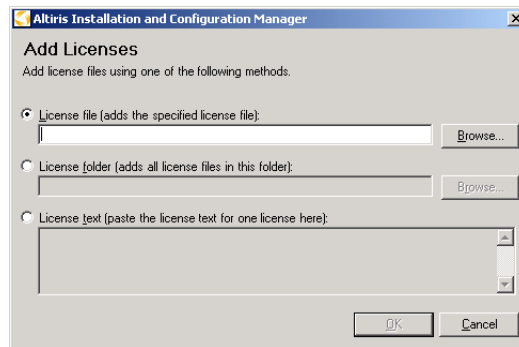 Altiris Installation and Configuration Manager
Add Licenses
Add license files using one of the following methods.
License file (adds the specified license file):
Browse...
License folder (adds all license files in this folder):
Browse...
License text (paste the license text for one license here):
OK
Cancel